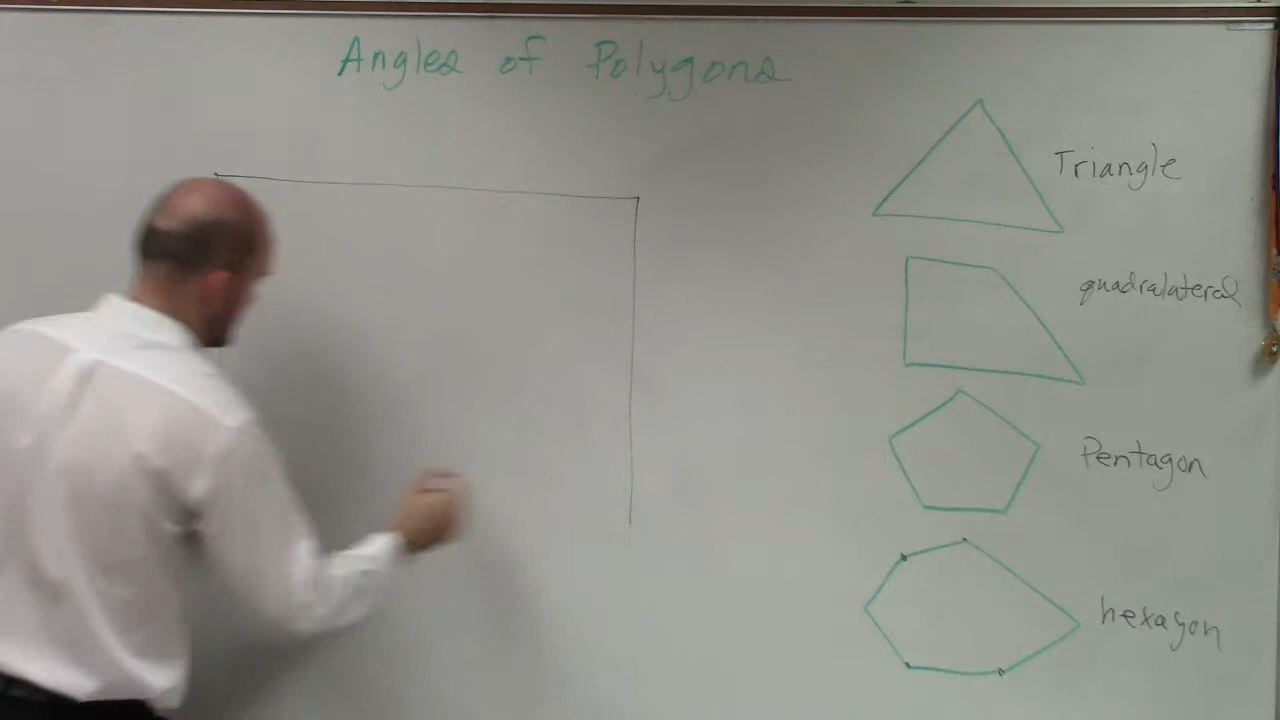 Angles of Polygons
Triangle
quadralateral
Pentagon
hexagon